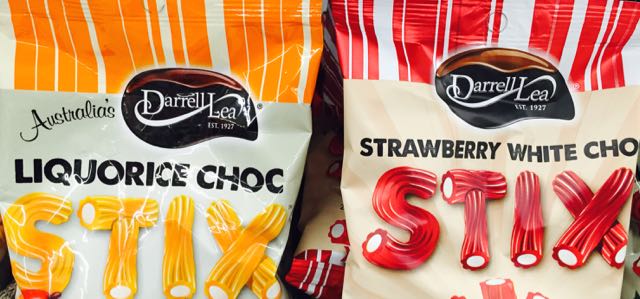 Australia's
Darrell Lea
EST. 1927
LIQUORICE CHOC
STIX
Darrell Lea
EST. 1927
STRAWBERRY WHITE CHO
STIX